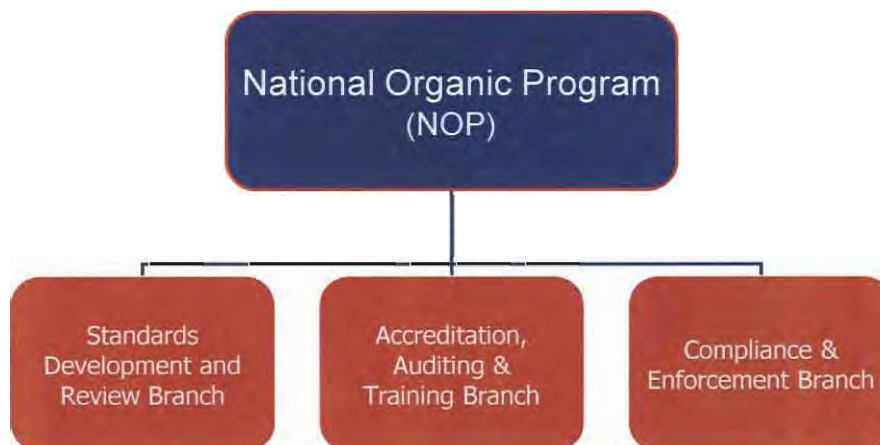 National Organic Program
(NOP)
Standards
Development and
Review Branch
Accreditation,
Auditing &
Training Branch
Compliance &
Enforcement Branch